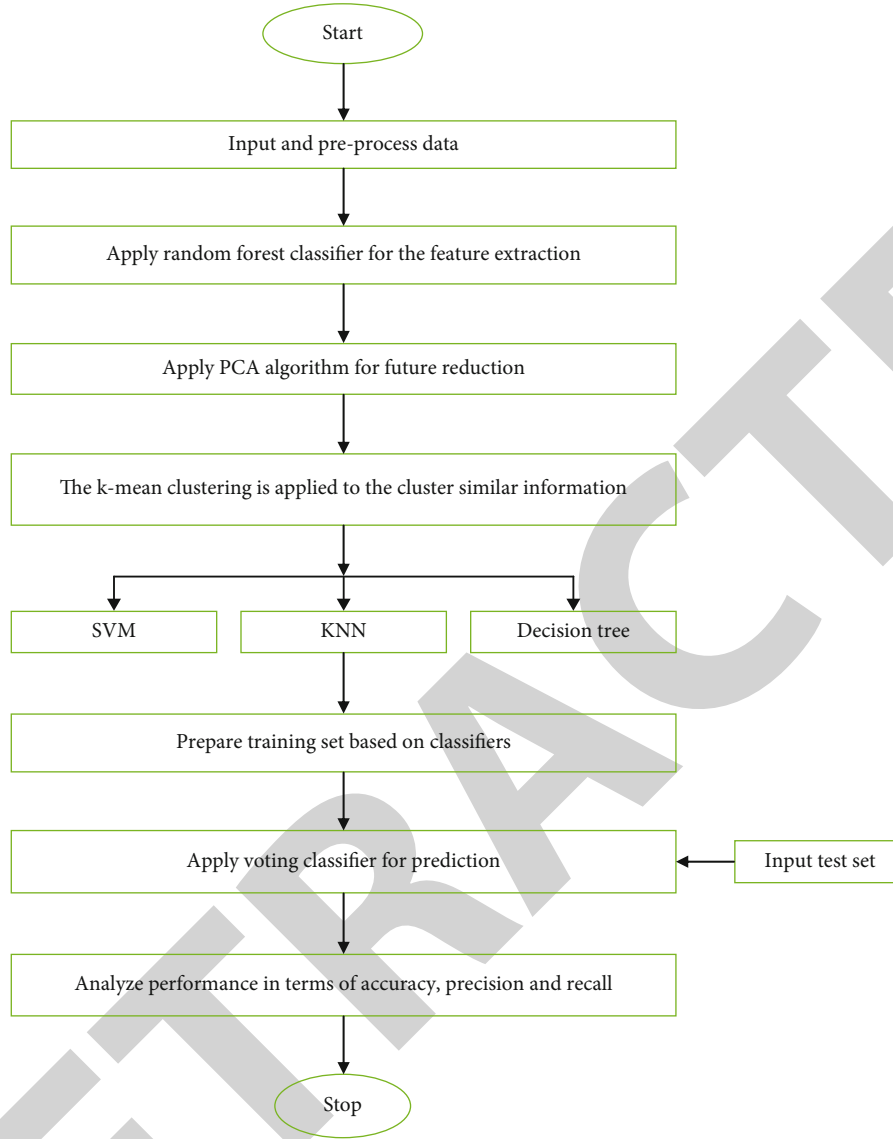 Start
Input and pre-process data
Apply random forest classifier for the feature extraction
Apply PCA algorithm for future reduction
The k-mean clustering is applied to the cluster similar information
SVM
KNN
Decision tree
Prepare training set based on classifiers
Apply voting classifier for prediction
Input test set
Analyze performance in terms of accuracy, precision and recall
Stop
ETRACTE